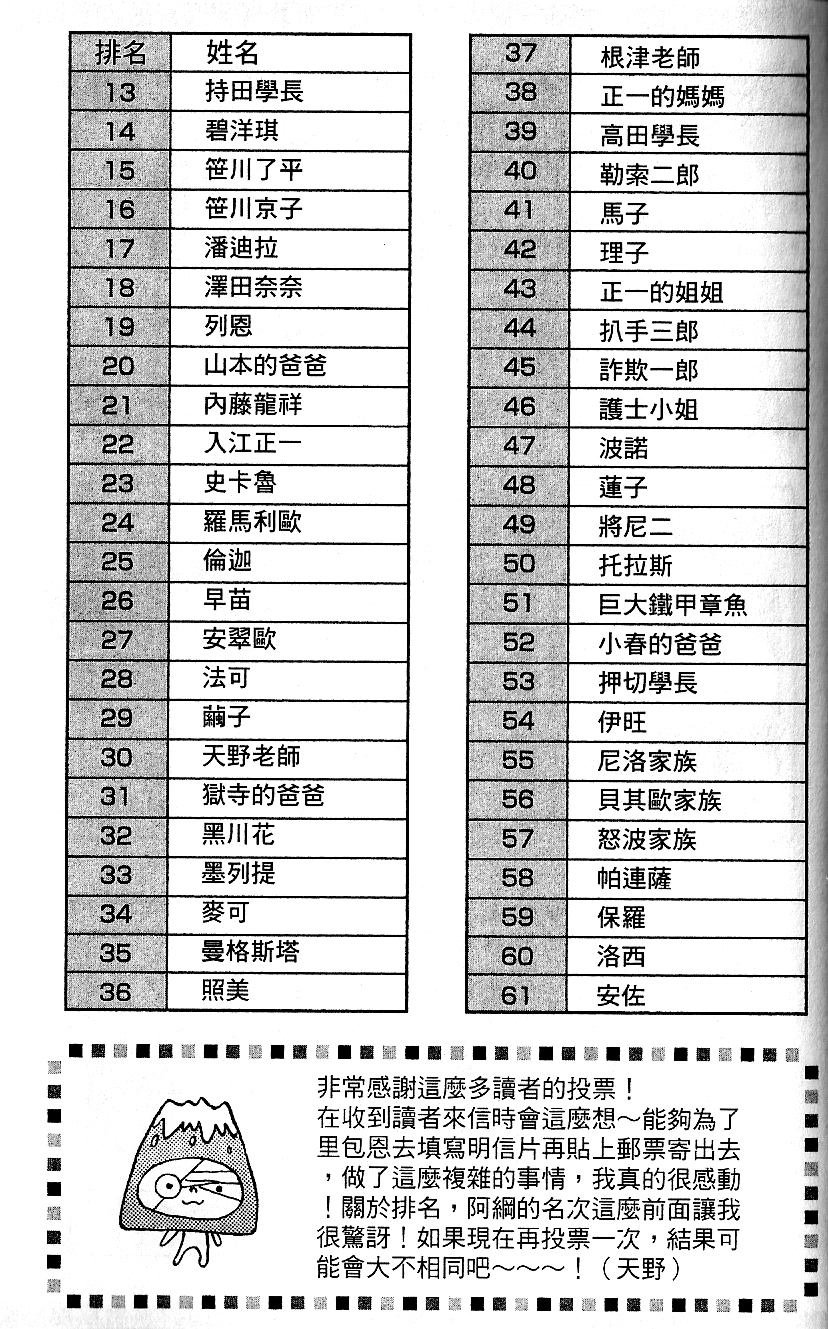 排名 姓名
13 持田學長
14 碧洋琪
15 笹川了平
16 笹川京子
17 潘迪拉
18 澤田奈奈
19 列恩
20 山本的爸爸
21 內藤龍祥
22 入江正一
23 史卡魯
24 羅馬利歐
25 倫迦
26 早苗
27 安翠歐
28 法可
29 繭子
30 天野老師
31 獄寺的爸爸
32 黑川花
33 墨列提
34 麥可
35 曼格斯塔
36 照美
37 根津老師
38 正一的媽媽
39 高田學長
40 勒索二郎
41 馬子
42 理子
43 正一的姐姐
44 扒手三郎
45 詐欺一郎
46 護士小姐
47 波諾
48 蓮子
49 將尼二
50 托拉斯
51 巨大鐵甲章魚
52 小春的爸爸
53 押切學長
54 伊旺
55 尼洛家族
56 貝其歐家族
57 怒波家族
58 帕連薩
59 保羅
60 洛西
61 安佐
非常感謝這麼多讀者的投票！
在收到讀者來信時會這麼想～能夠為了
里包恩去填寫明信片再貼上郵票寄出去
，做了這麼複雜的事情，我真的很感動
！關於排名，阿綱的名次這麼前面讓我
很驚訝！如果現在再投票一次，結果可
能會大不相同吧～～～！（天野）